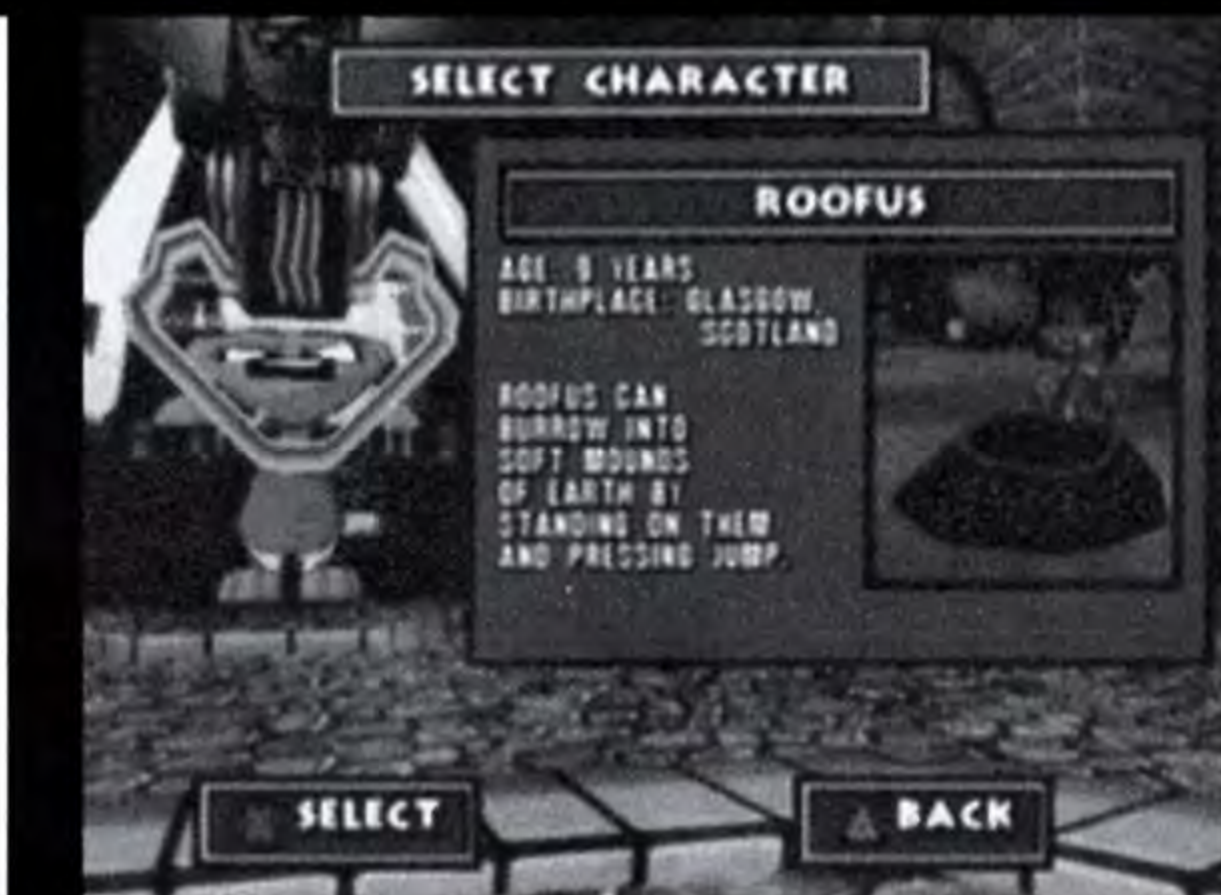 SELECT CHARACTER
ROOFUS
AGE: 9 YEARS
BIRTHPLACE: GLASGOW,
SCOTLAND
ROOFUS CAN
BURROW INTO
SOFT MOUNDS
OF EARTH BY
STANDING ON THEM
AND PRESSING JUMP.
SELECT
BACK